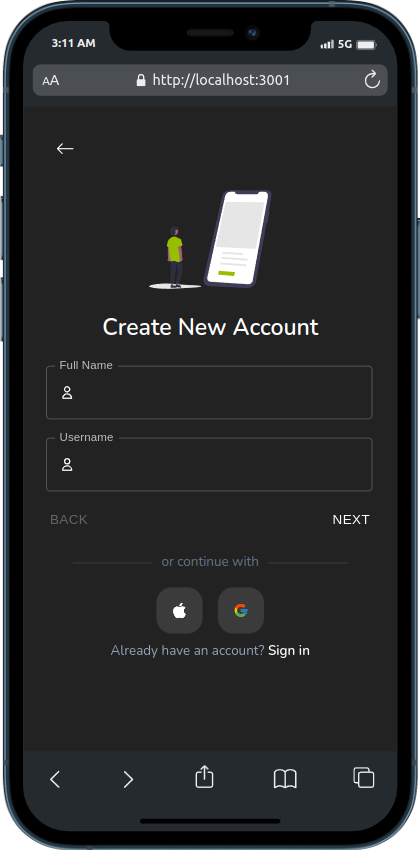 3:11 AM
5G
AA
http://localhost:3001
Create New Account
Full Name
Username
BACK
NEXT
or continue with
Already have an account? Sign in